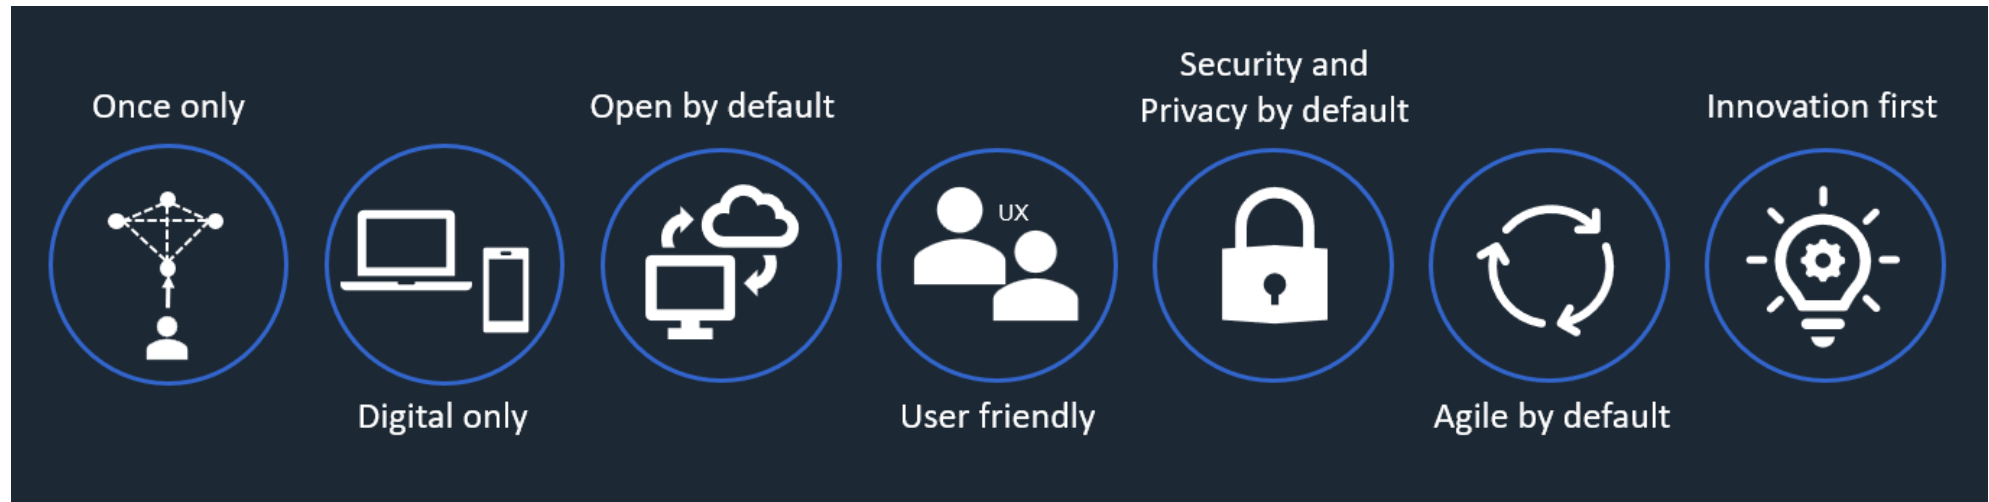 Once only
Digital only
Open by default
UX
User friendly
Security and
Privacy by default
Agile by default
Innovation first